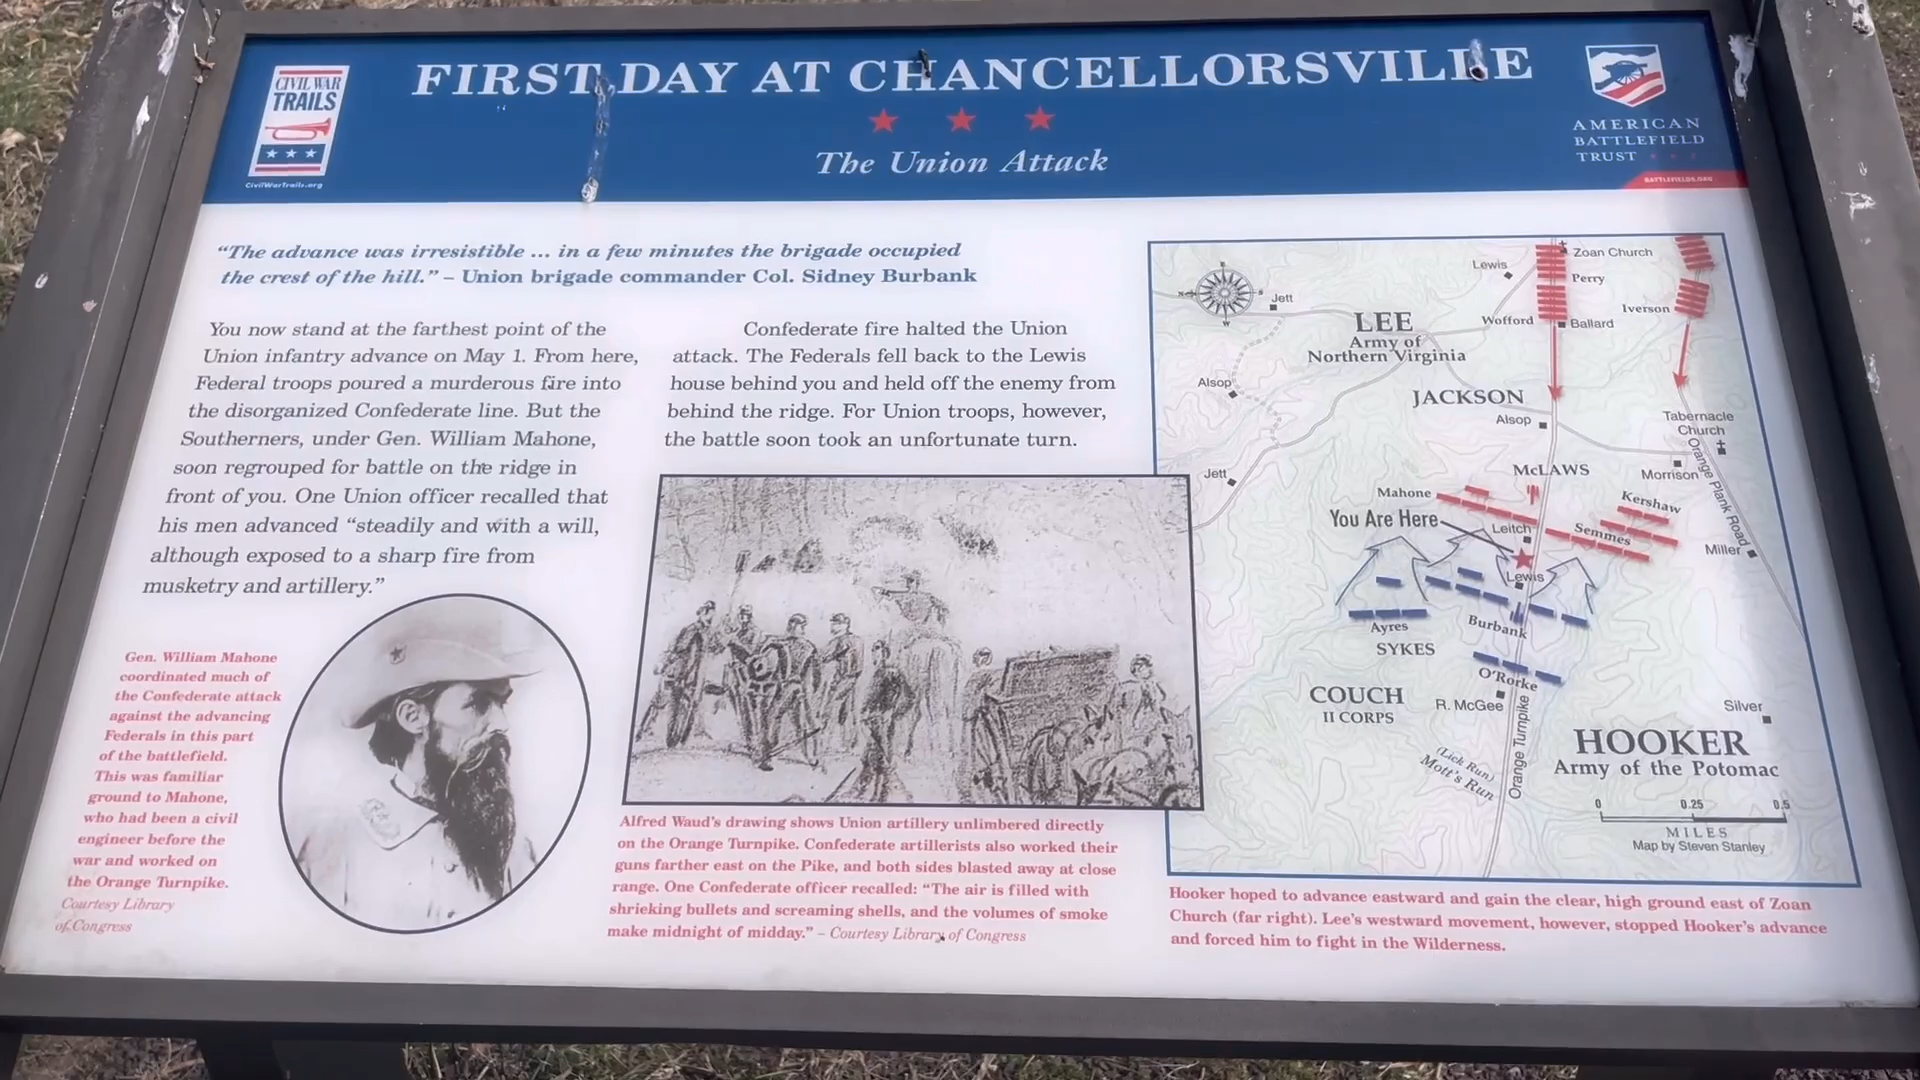 CIVIL WAR
TRAILS
CivilWarTrails.org
FIRST DAY AT CHANCELLORSVILLE
The Union Attack
AMERICAN
BATTLEFIELD
TRUST
BATTLEFIELDS.ORG
“The advance was irresistible ... in a few minutes the brigade occupied
the crest of the hill.” – Union brigade commander Col. Sidney Burbank
You now stand at the farthest point of the
Union infantry advance on May 1. From here,
Federal troops poured a murderous fire into
the disorganized Confederate line. But the
Southerners, under Gen. William Mahone,
soon regrouped for battle on the ridge in
front of you. One Union officer recalled that
his men advanced “steadily and with a will,
although exposed to a sharp fire from
musketry and artillery.”
Confederate fire halted the Union
attack. The Federals fell back to the Lewis
house behind you and held off the enemy from
behind the ridge. For Union troops, however,
the battle soon took an unfortunate turn.
Gen. William Mahone
coordinated much of
the Confederate attack
against the advancing
Federals in this part
of the battlefield.
This was familiar
ground to Mahone,
who had been a civil
engineer before the
war and worked on
the Orange Turnpike.
Courtesy Library
of Congress
Alfred Waud’s drawing shows Union artillery unlimbered directly
on the Orange Turnpike. Confederate artillerists also worked their
guns farther east on the Pike, and both sides blasted away at close
range. One Confederate officer recalled: “The air is filled with
shrieking bullets and screaming shells, and the volumes of smoke
make midnight of midday.” – Courtesy Library of Congress
Zoan Church
Lewis
Perry
Jett
Iverson
Wofford
Ballard
LEE
Army of
Northern Virginia
Alsop
JACKSON
Alsop
Tabernacle
Church
Orange Plank Road
McLAWS
Morrison
Jett
Mahone
Kershaw
You Are Here
Leitch
Semmes
Miller
Lewis
Ayres
Burbank
SYKES
O’Rorke
COUCH
II CORPS
R. McGee
Silver
Orange Turnpike
HOOKER
Army of the Potomac
(Lick Run)
Mott’s Run
0 0.25 0.5
MILES
Map by Steven Stanley
Hooker hoped to advance eastward and gain the clear, high ground east of Zoan
Church (far right). Lee’s westward movement, however, stopped Hooker’s advance
and forced him to fight in the Wilderness.